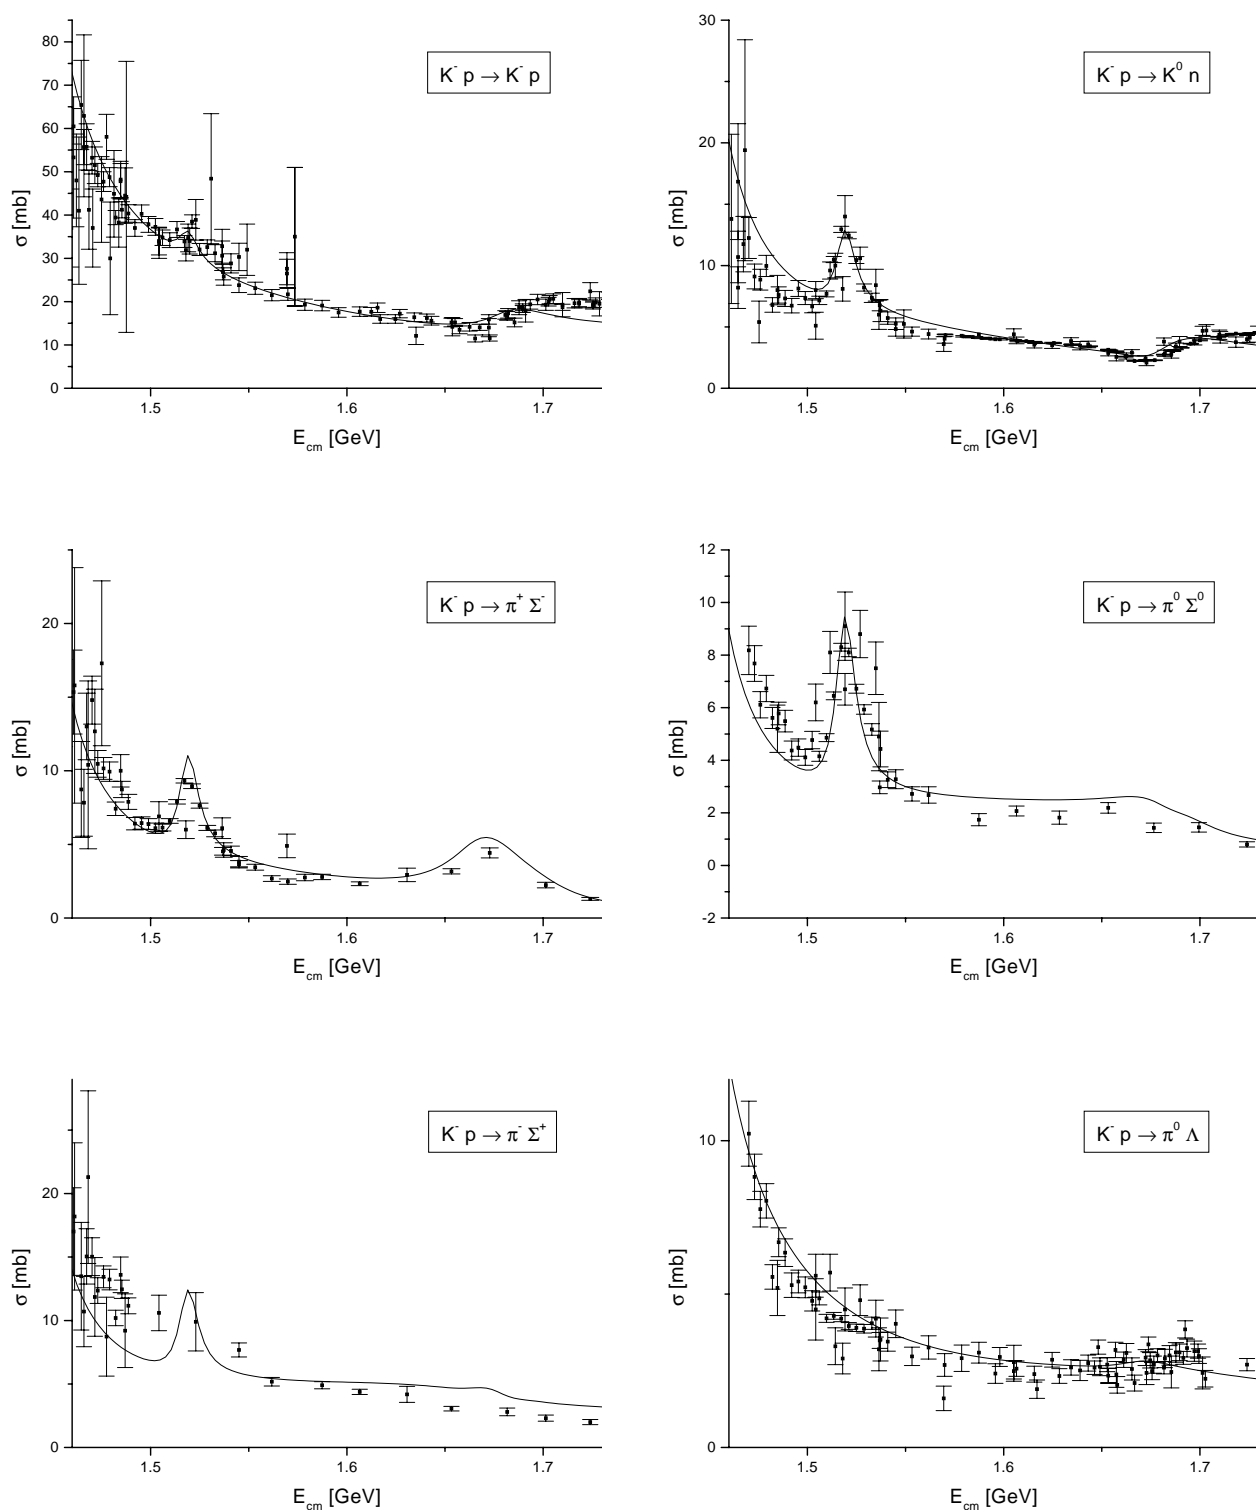 80
70
60
50
40
30
20
10
0
σ [mb]
K⁻ p → K⁻ p
1.5
1.6
1.7
E_cm [GeV]
30
20
10
0
σ [mb]
K⁻ p → K⁰ n
1.5
1.6
1.7
E_cm [GeV]
20
10
0
σ [mb]
K⁻ p → π⁺ Σ⁻
1.5
1.6
1.7
E_cm [GeV]
12
10
8
6
4
2
0
-2
σ [mb]
K⁻ p → π⁰ Σ⁰
1.5
1.6
1.7
E_cm [GeV]
20
10
0
σ [mb]
K⁻ p → π⁻ Σ⁺
1.5
1.6
1.7
E_cm [GeV]
10
0
σ [mb]
K⁻ p → π⁰ Λ
1.5
1.6
1.7
E_cm [GeV]